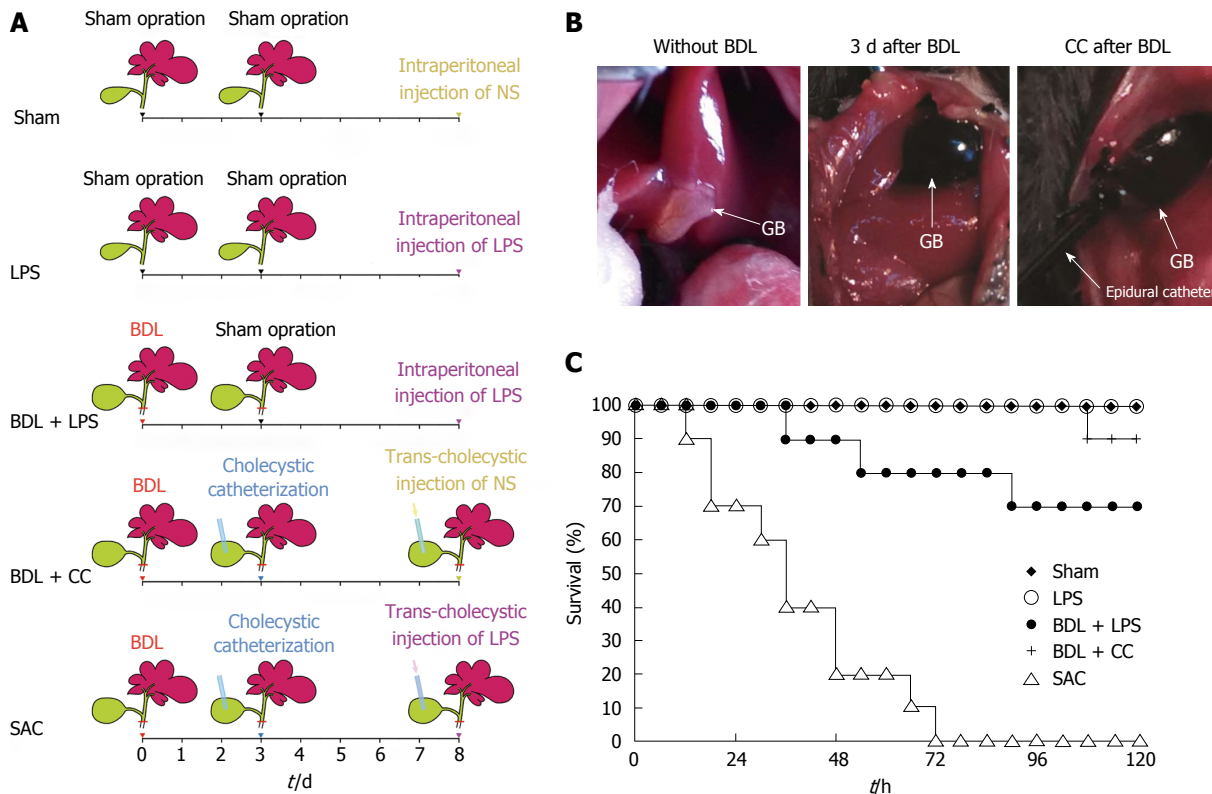 A
Sham opration Sham opration
Intraperitoneal
injection of NS
Sham
Sham opration Sham opration
Intraperitoneal
injection of LPS
LPS
BDL Sham opration
Intraperitoneal
injection of LPS
BDL + LPS
BDL
Cholecystic
catheterization
Trans-cholecystic
injection of NS
BDL + CC
BDL
Cholecystic
catheterization
Trans-cholecystic
injection of LPS
SAC
0 1 2 3 4 5 6 7 8
t/d
B
Without BDL 3 d after BDL CC after BDL
GB
GB
GB
Epidural catheter
C
Survival (%)
100
90
80
70
60
50
40
30
20
10
0
0 24 48 72 96 120
t/h
Sham
LPS
BDL + LPS
BDL + CC
SAC